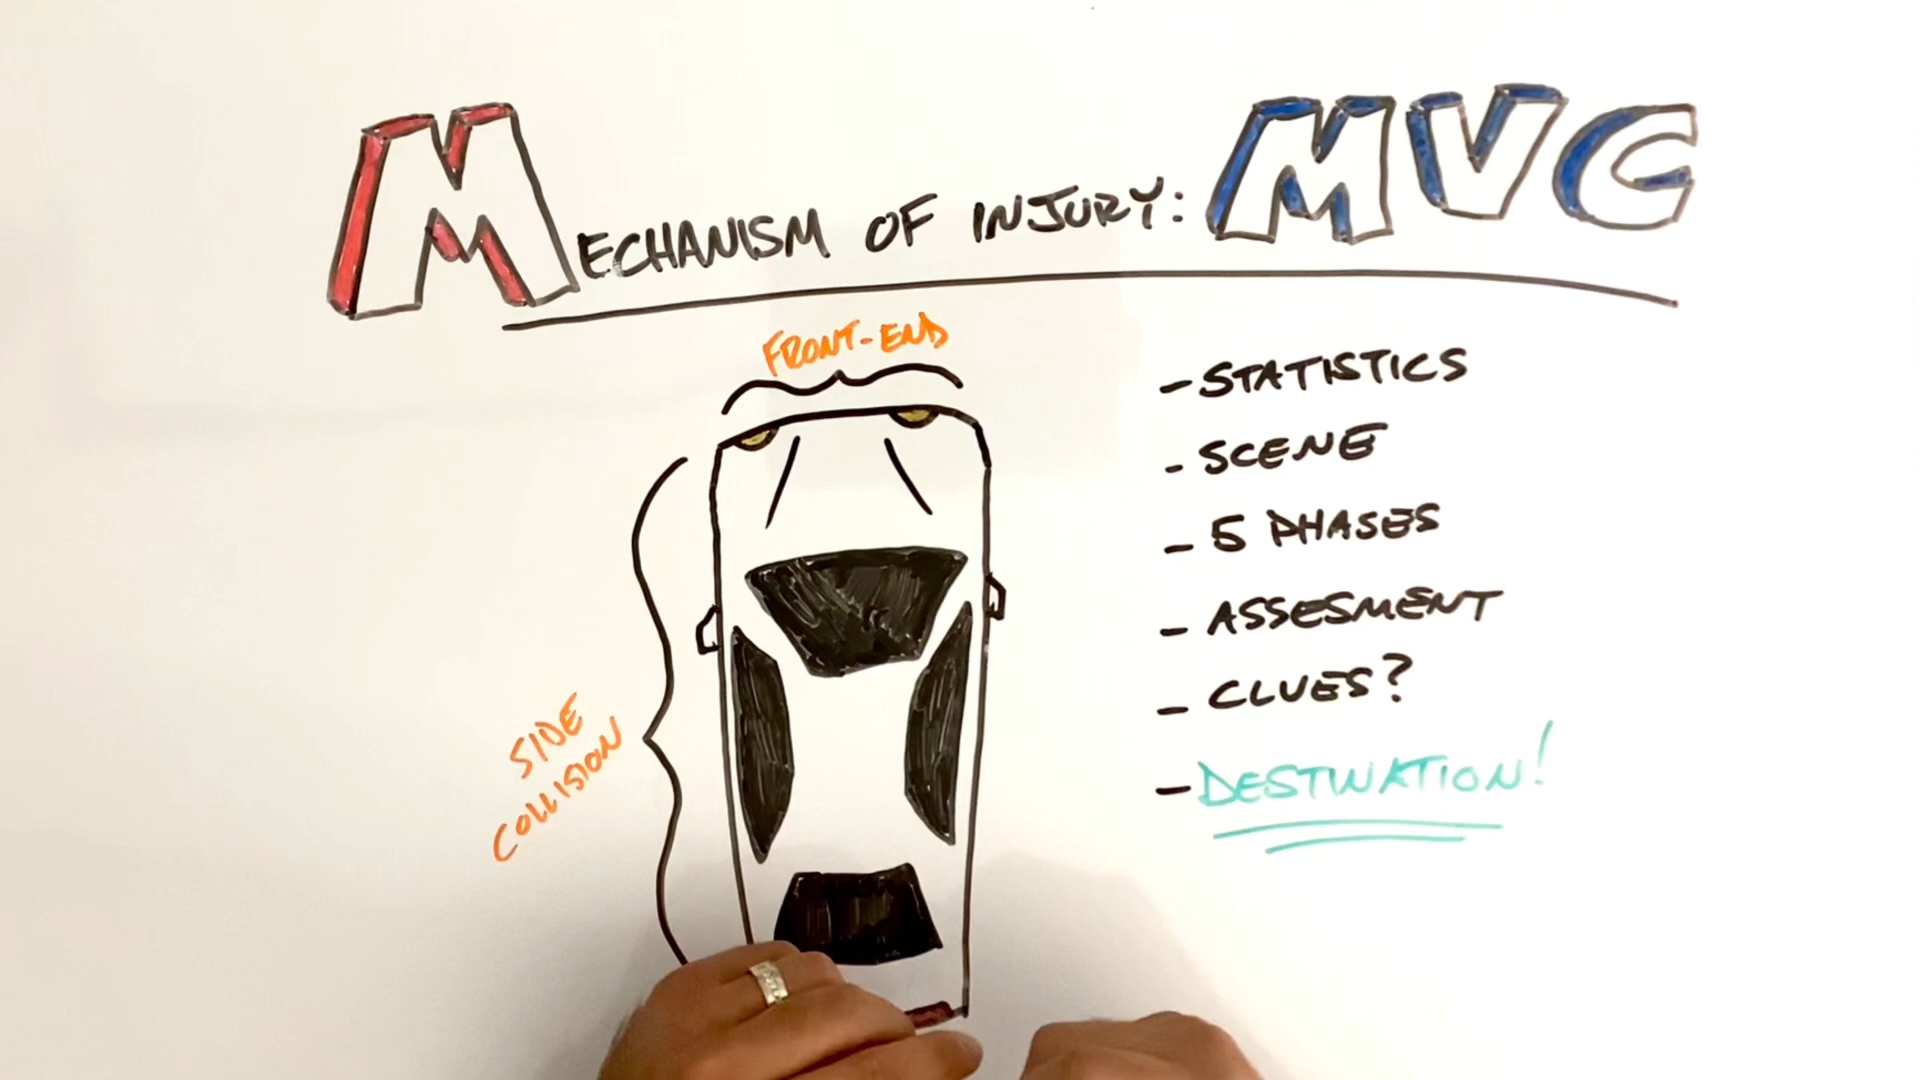 MECHANISM OF INJURY: MVC
FRONT-END
SIDE
COLLISION
- STATISTICS
- SCENE
- 5 PHASES
- ASSESMENT
- CLUES?
- DESTINATION!